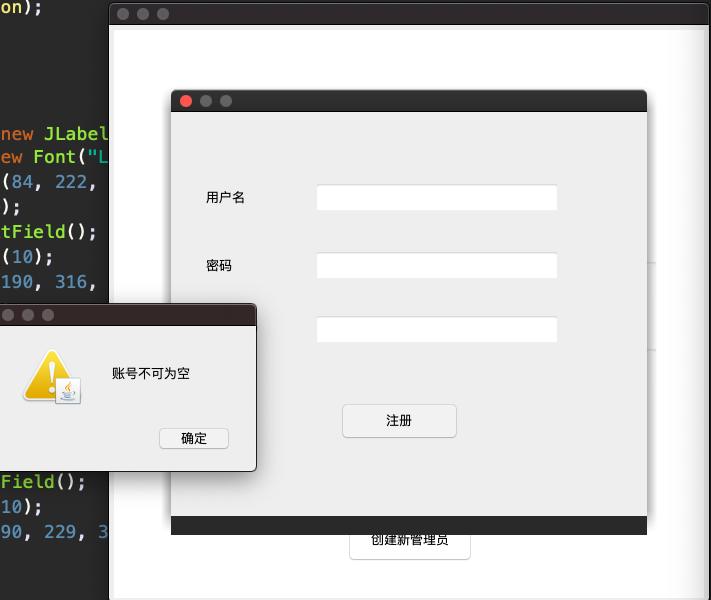 on);
new JLabel
ew Font("L
(84, 222,
);
tField();
(10);
190, 316,
用户名
密码
账号不可为空
确定
注册
Field();
10);
90, 229, 3
创建新管理员